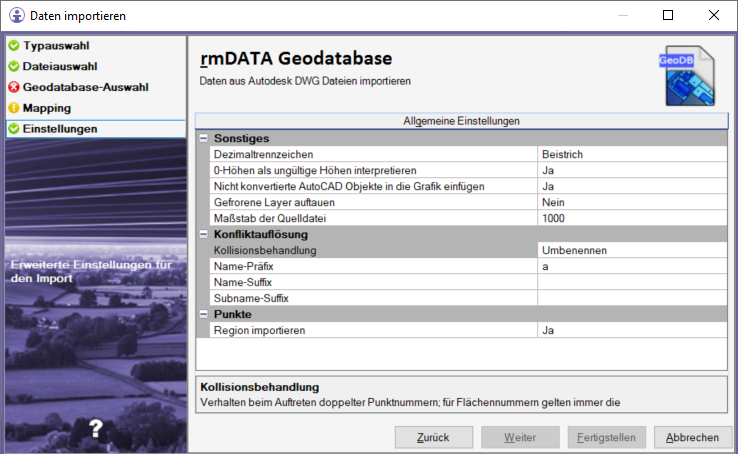 Daten importieren
Typauswahl
Dateiauswahl
Geodatabase-Auswahl
Mapping
Einstellungen
Erweiterte Einstellungen für
den Import
?
rmDATA Geodatabase
Daten aus Autodesk DWG Dateien importieren
GeoDB
Allgemeine Einstellungen
Sonstiges
Dezimaltrennzeichen Beistrich
0-Höhen als ungültige Höhen interpretieren Ja
Nicht konvertierte AutoCAD Objekte in die Grafik einfügen Ja
Gefrorene Layer auftauen Nein
Maßstab der Quelldatei 1000
Konfliktauflösung
Kollisionsbehandlung Umbenennen
Name-Präfix a
Name-Suffix
Subname-Suffix
Punkte
Region importieren Ja
Kollisionsbehandlung
Verhalten beim Auftreten doppelter Punktnummern; für Flächennummern gelten immer die
Zurück Weiter Fertigstellen Abbrechen